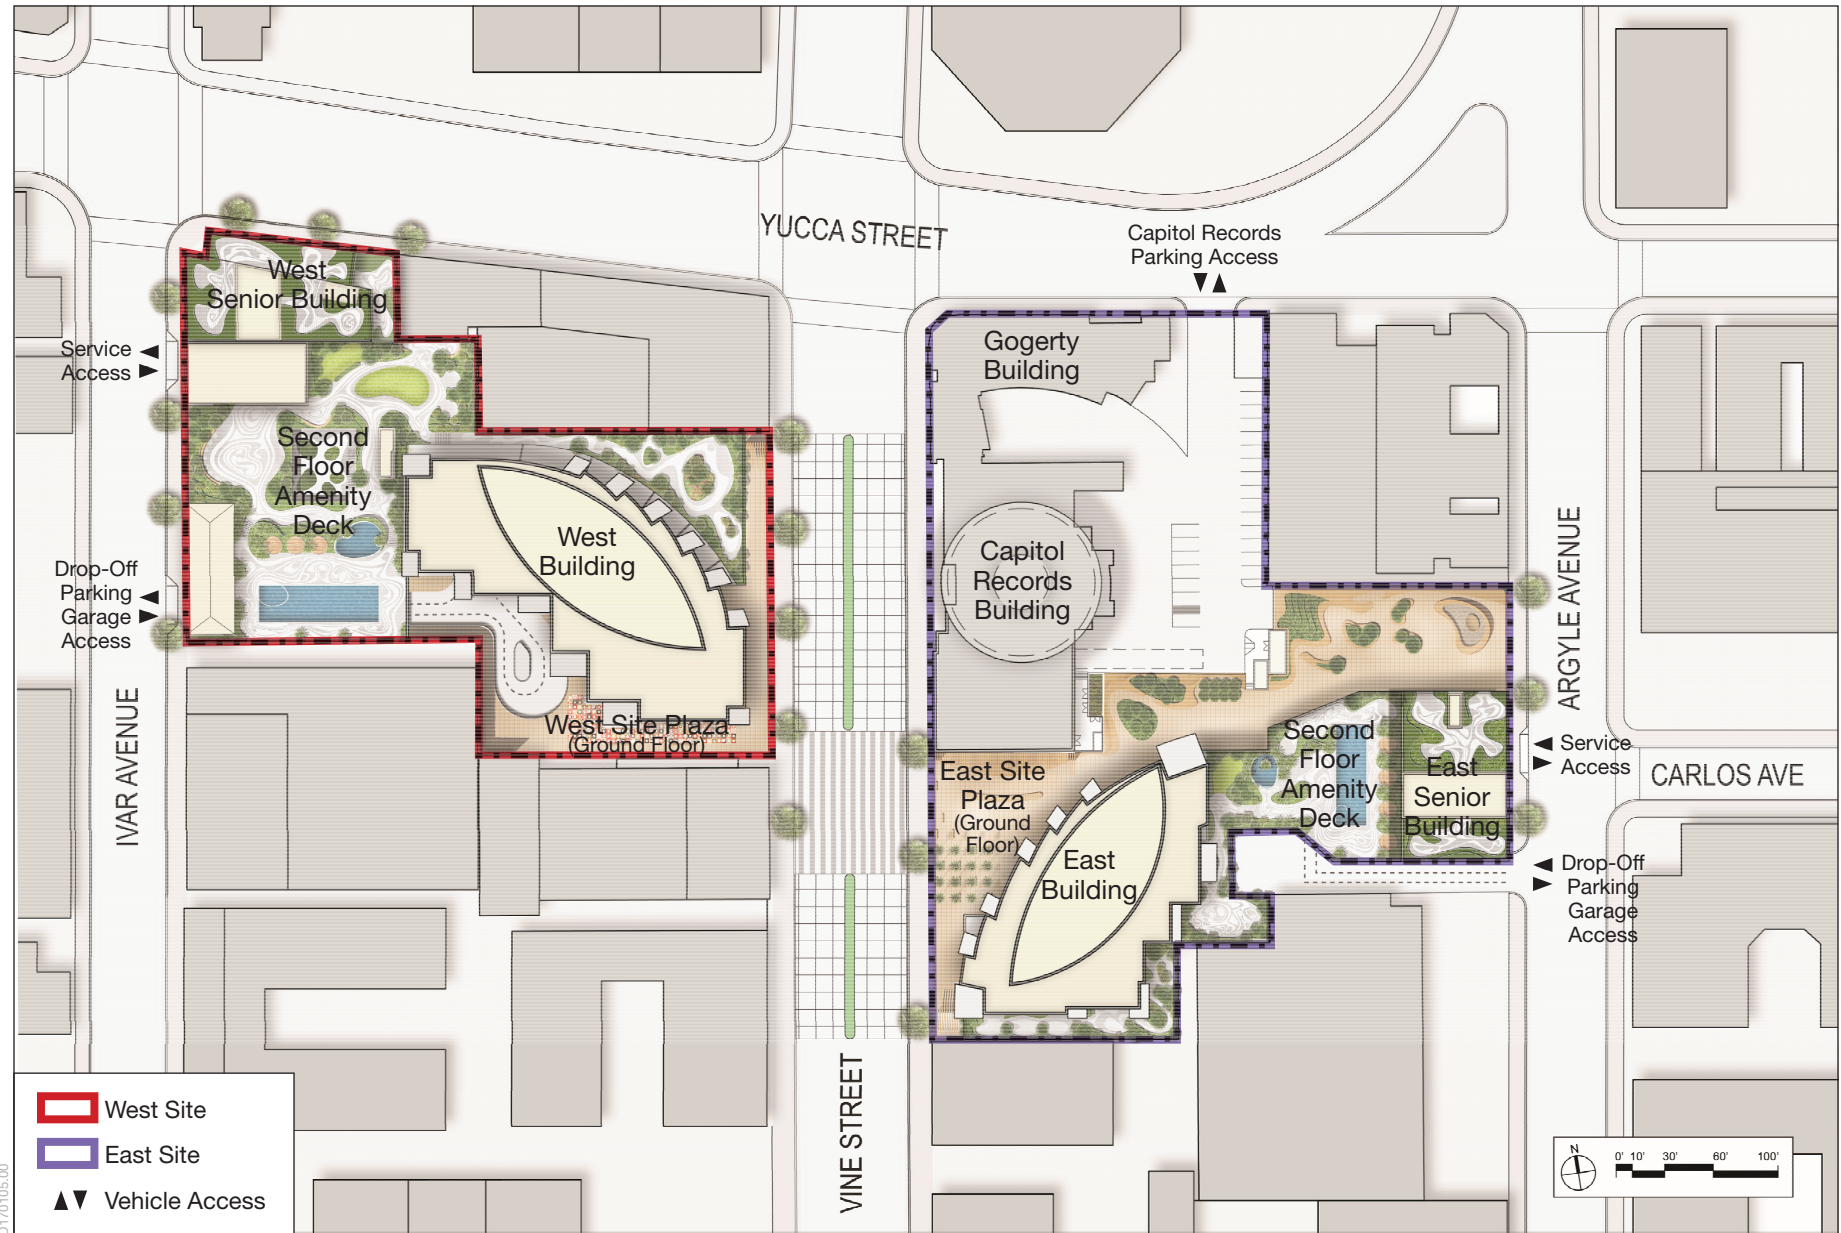 YUCCA STREET
Capitol Records
Parking Access
West
Senior Building
Service
Access
Gogerty
Building
Second
Floor
Amenity
Deck
West
Building
Capitol
Records
Building
Drop-Off
Parking
Garage
Access
ARGYLE AVENUE
IVAR AVENUE
West Site Plaza
(Ground Floor)
East Site
Plaza
(Ground
Floor)
Second
Floor
Amenity
Deck
East
Senior
Building
Service
Access
CARLOS AVE
East
Building
Drop-Off
Parking
Garage
Access
VINE STREET
West Site
East Site
Vehicle Access
N
0' 10' 30' 60' 100'